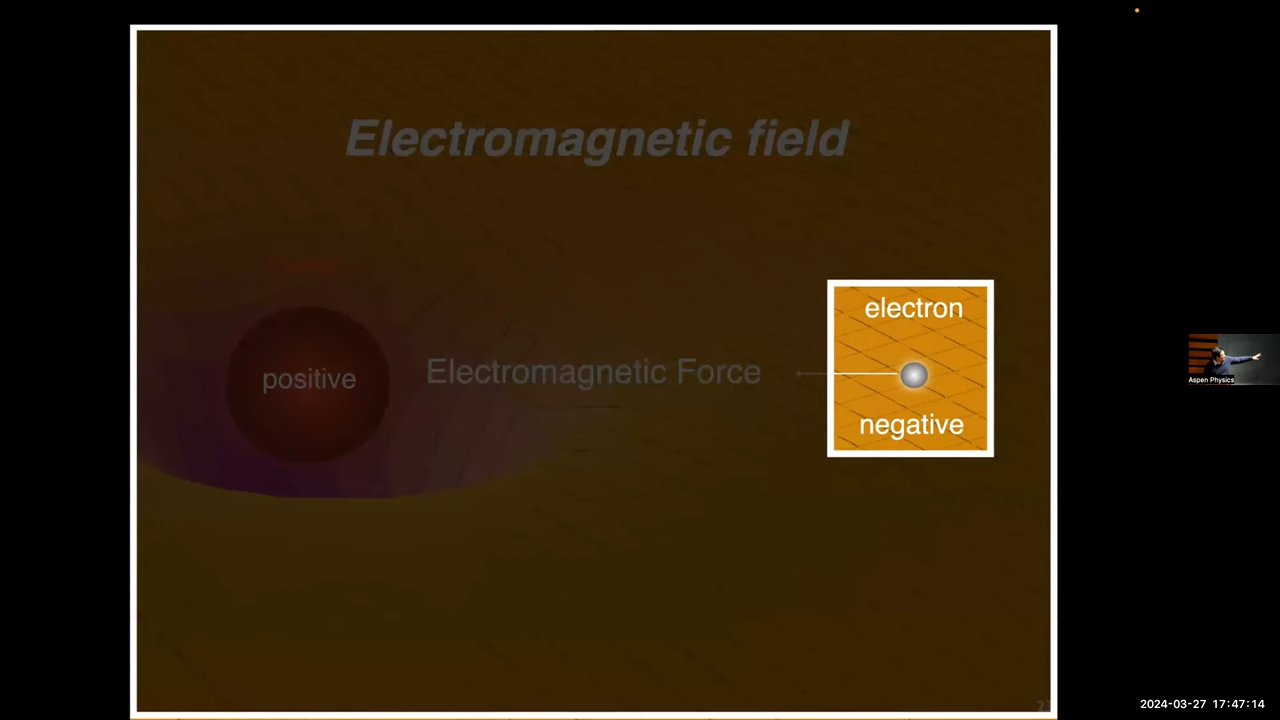 Electromagnetic field
electron
positive
Electromagnetic Force
negative
Aspen Physics
2024-03-27 17:47:14